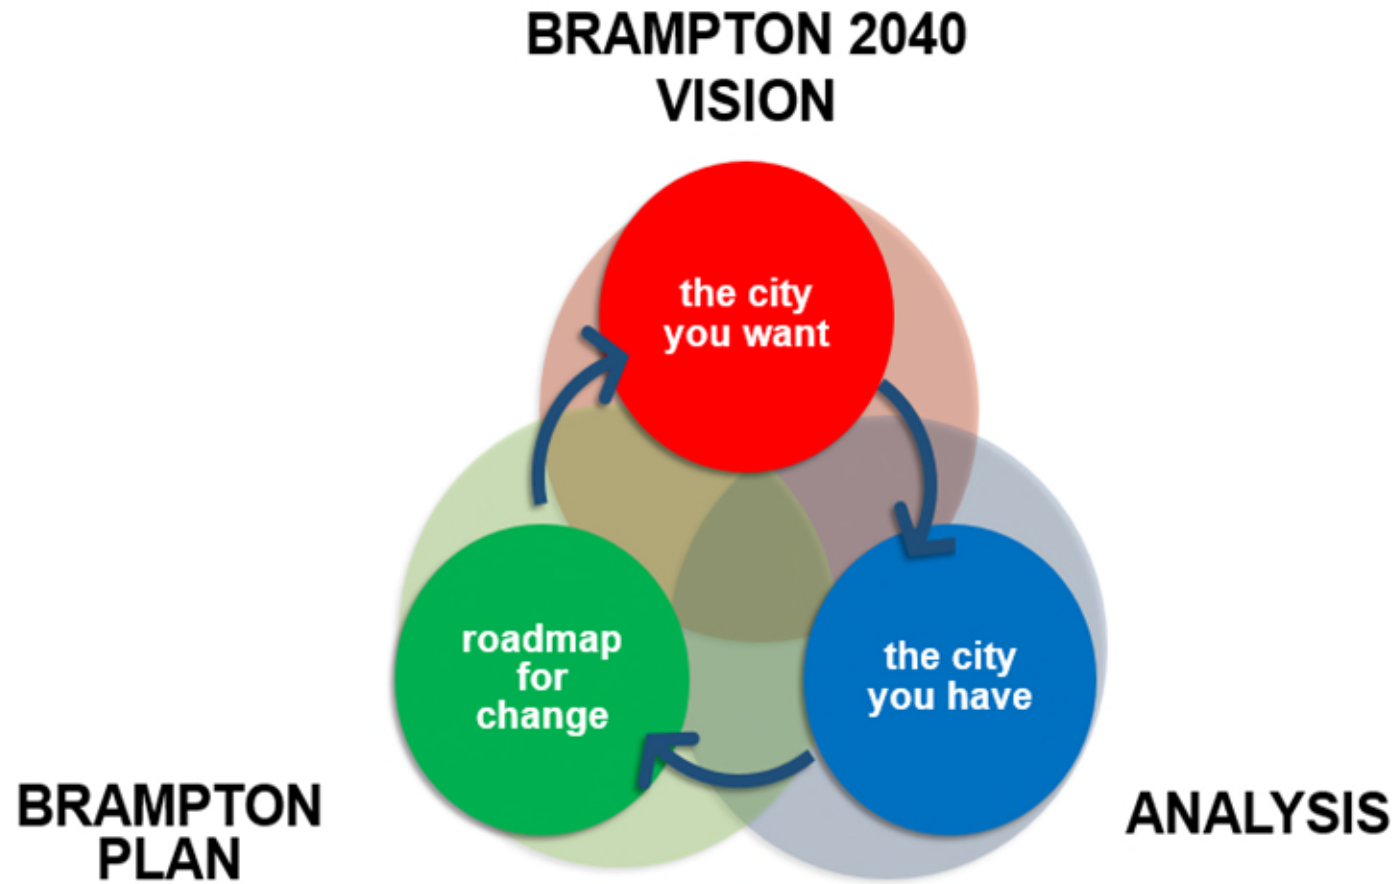 BRAMPTON 2040
VISION
the city
you want
roadmap
for
change
the city
you have
BRAMPTON
PLAN
ANALYSIS